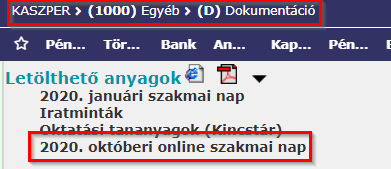 KASZPER > (1000) Egyéb > (D) Dokumentáció
Pén... Tör... Bank An... Kap... Pén...
Letölthető anyagok
2020. januári szakmai nap
Iratminták
Oktatási tananyagok (Kincstár)
2020. októberi online szakmai nap